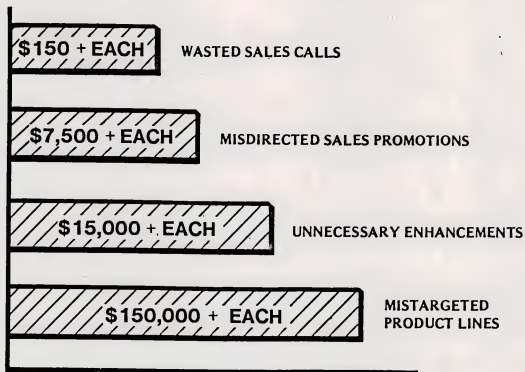 $150 + EACH WASTED SALES CALLS
$7,500 + EACH MISDIRECTED SALES PROMOTIONS
$15,000 + EACH UNNECESSARY ENHANCEMENTS
$150,000 + EACH MISTARGETED
PRODUCT LINES